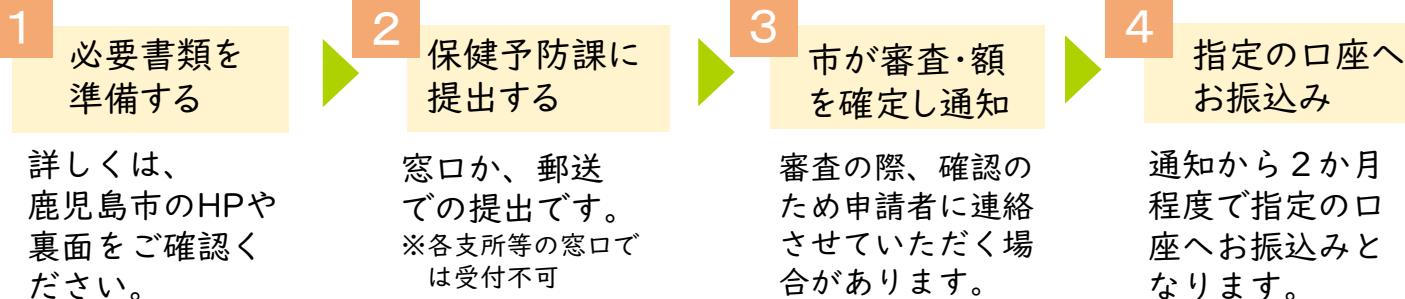 1
必要書類を
準備する
詳しくは、
鹿児島市のHPや
裏面をご確認く
ださい。
2
保健予防課に
提出する
窓口か、郵送
での提出です。
※各支所等の窓口で
は受付不可
3
市が審査・額
を確定し通知
審査の際、確認の
ため申請者に連絡
させていただく場
合があります。
4
指定の口座へ
お振込み
通知から２か月
程度で指定の口
座へお振込みと
なります。